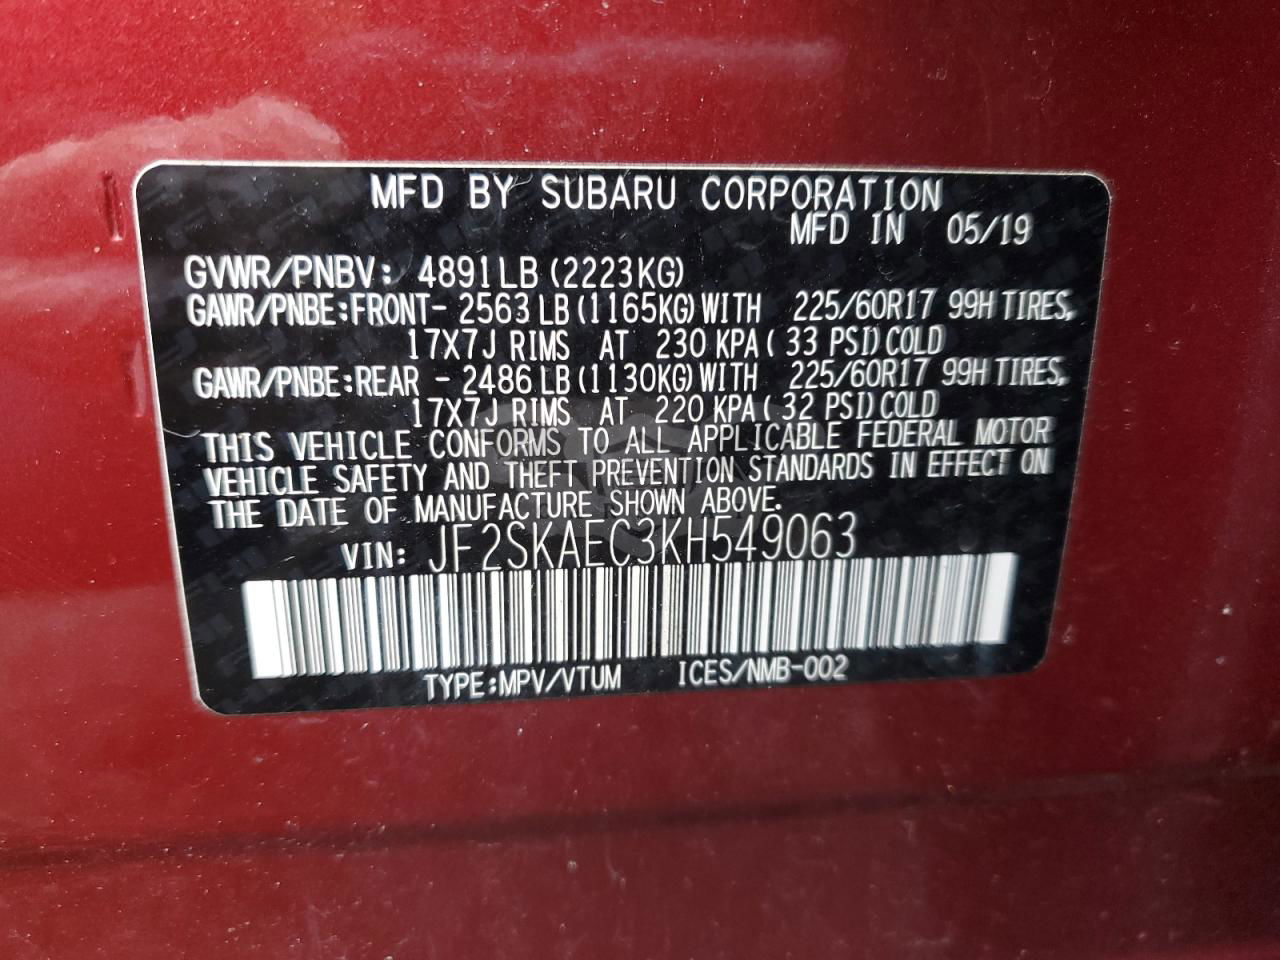 MFD BY SUBARU CORPORATION
MFD IN 05/19
GVWR/PNBV: 4891LB (2223KG)
GAWR/PNBE:FRONT- 2563 LB (1165KG) WITH 225/60R17 99H TIRES,
17X7J RIMS AT 230 KPA ( 33 PSI) COLD
GAWR/PNBE:REAR - 2486 LB (1130KG) WITH 225/60R17 99H TIRES,
17X7J RIMS AT 220 KPA ( 32 PSI) COLD
THIS VEHICLE CONFORMS TO ALL APPLICABLE FEDERAL MOTOR
VEHICLE SAFETY AND THEFT PREVENTION STANDARDS IN EFFECT ON
THE DATE OF MANUFACTURE SHOWN ABOVE.
VIN: JF2SKAEC3KH549063
TYPE:MPV/VTUM ICES/NMB-002